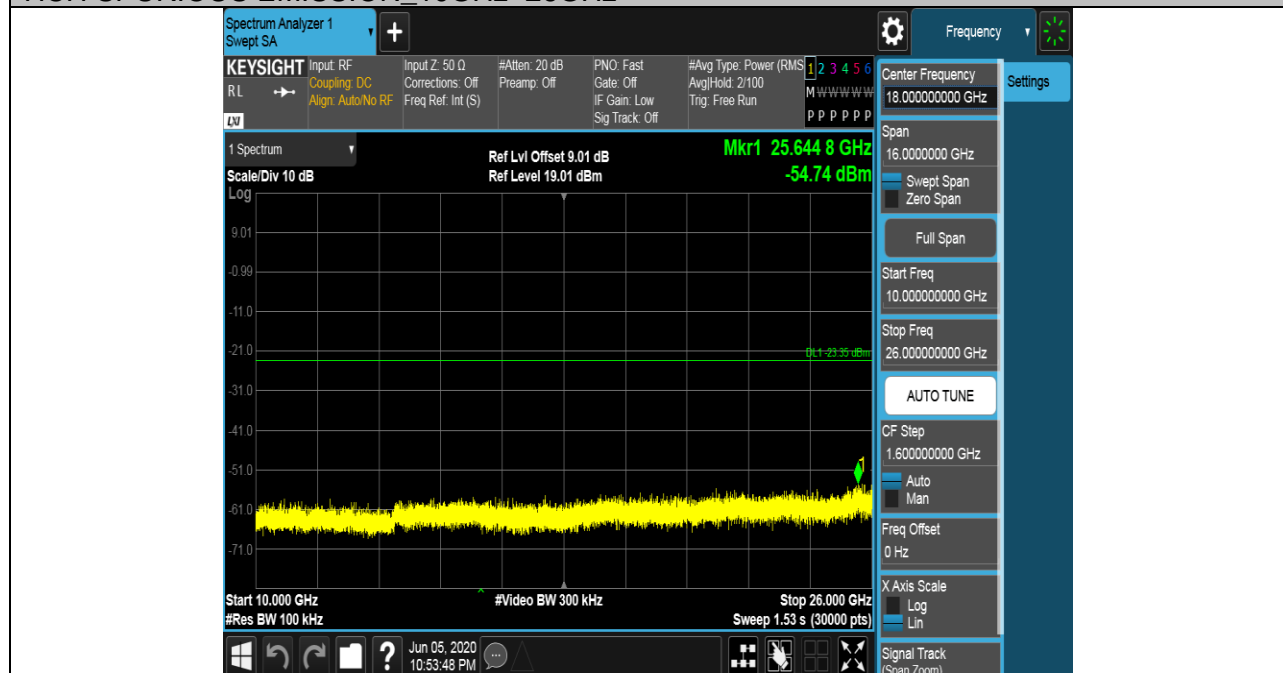 Spectrum Analyzer 1
Swept SA
+
Frequency
KEYSIGHT
RL
LXI
Input: RF
Coupling: DC
Align: Auto/No RF
Input Z: 50 Ω
Corrections: Off
Freq Ref: Int (S)
#Atten: 20 dB
Preamp: Off
PNO: Fast
Gate: Off
IF Gain: Low
Sig Track: Off
#Avg Type: Power (RMS
Avg|Hold: 2/100
Trig: Free Run
1 2 3 4 5 6
M W W W W W
P P P P P P
1 Spectrum
Scale/Div 10 dB
Log
Ref Lvl Offset 9.01 dB
Ref Level 19.01 dBm
Mkr1 25.644 8 GHz
-54.74 dBm
9.01
-0.99
-11.0
-21.0
DL1 -23.35 dBm
-31.0
-41.0
-51.0
1
-61.0
-71.0
Start 10.000 GHz
#Res BW 100 kHz
#Video BW 300 kHz
Stop 26.000 GHz
Sweep 1.53 s (30000 pts)
?
Jun 05, 2020
10:53:48 PM
Center Frequency
18.000000000 GHz
Settings
Span
16.0000000 GHz
Swept Span
Zero Span
Full Span
Start Freq
10.000000000 GHz
Stop Freq
26.000000000 GHz
AUTO TUNE
CF Step
1.600000000 GHz
Auto
Man
Freq Offset
0 Hz
X Axis Scale
Log
Lin
Signal Track
(Span Zoom)